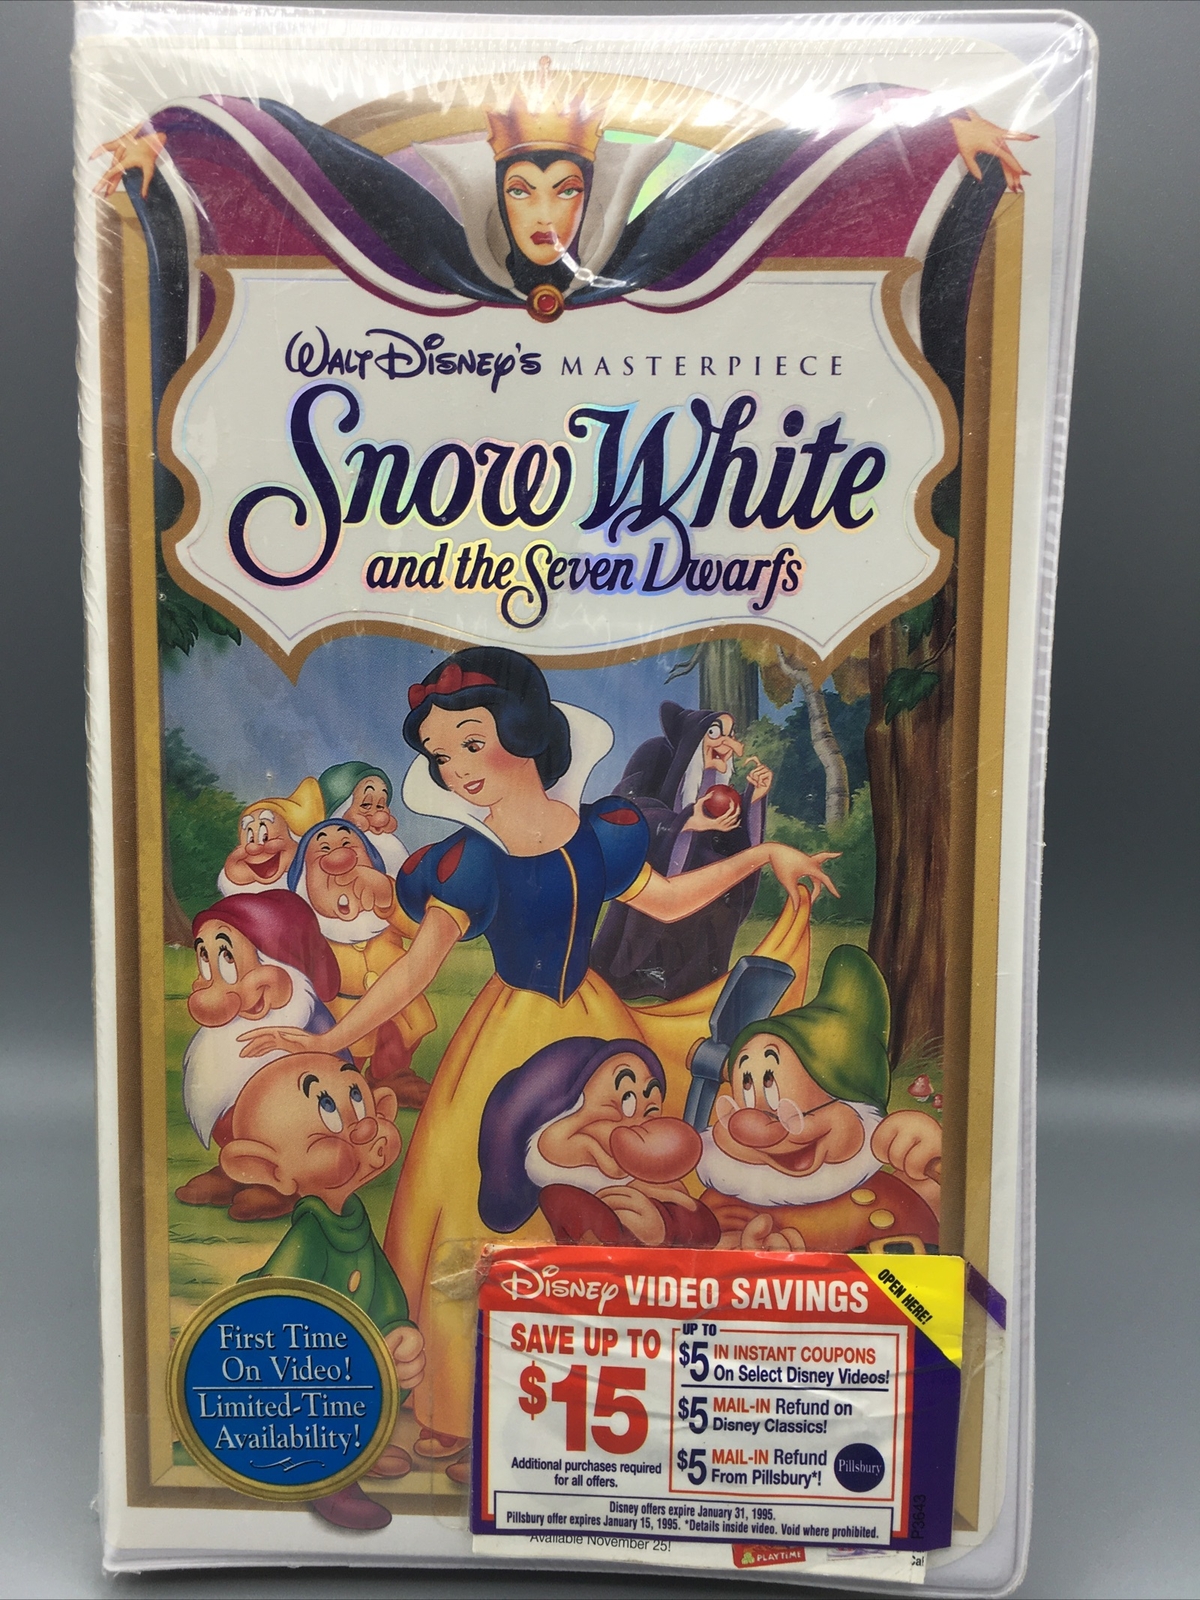 WALT DISNEY'S MASTERPIECE
Snow White
and the Seven Dwarfs
First Time
On Video!
Limited-Time
Availability!
DISNEY VIDEO SAVINGS
OPEN HERE!
SAVE UP TO
$15
Additional purchases required
for all offers.
UP TO
$5 IN INSTANT COUPONS
On Select Disney Videos!
$5 MAIL-IN Refund on
Disney Classics!
$5 MAIL-IN Refund
From Pillsbury*!
Pillsbury
Disney offers expire January 31, 1995.
Pillsbury offer expires January 15, 1995. *Details inside video. Void where prohibited.
P3643
Available November 25!
PLAYTIME